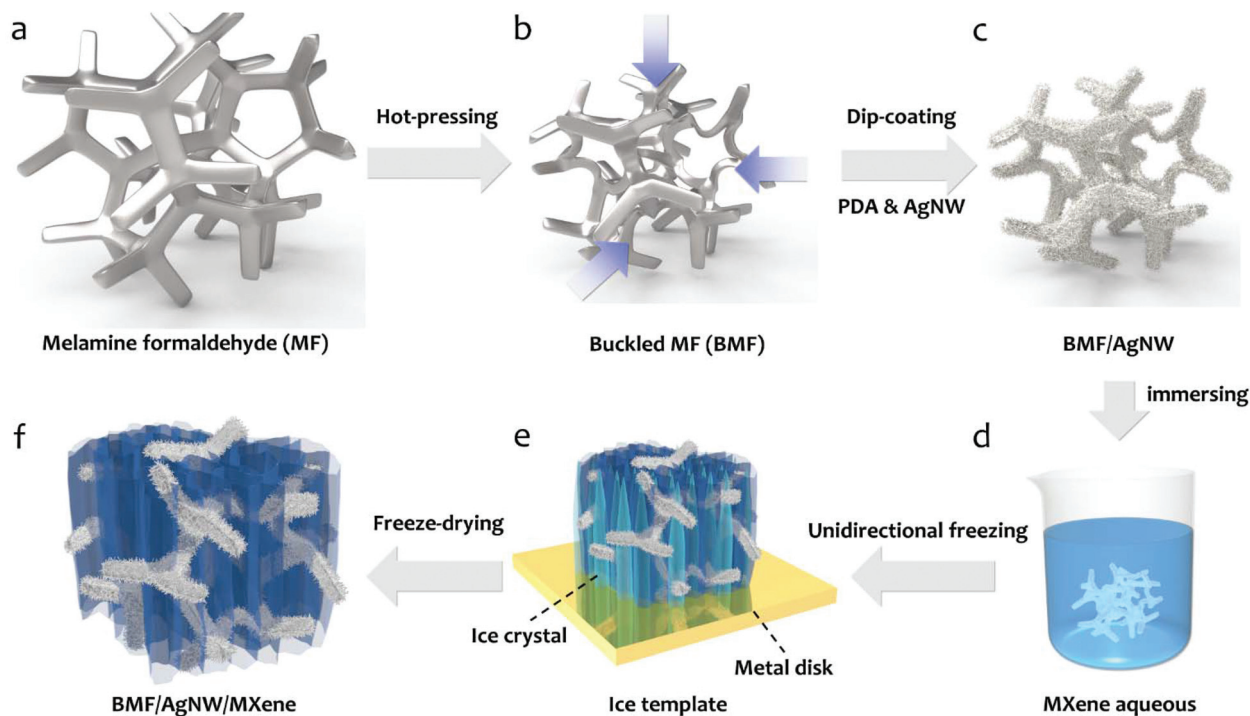 a
b
c
Hot-pressing
Dip-coating
PDA & AgNW
Melamine formaldehyde (MF)
Buckled MF (BMF)
BMF/AgNW
immersing
f
e
d
Freeze-drying
Unidirectional freezing
Ice crystal
Metal disk
BMF/AgNW/MXene
Ice template
MXene aqueous